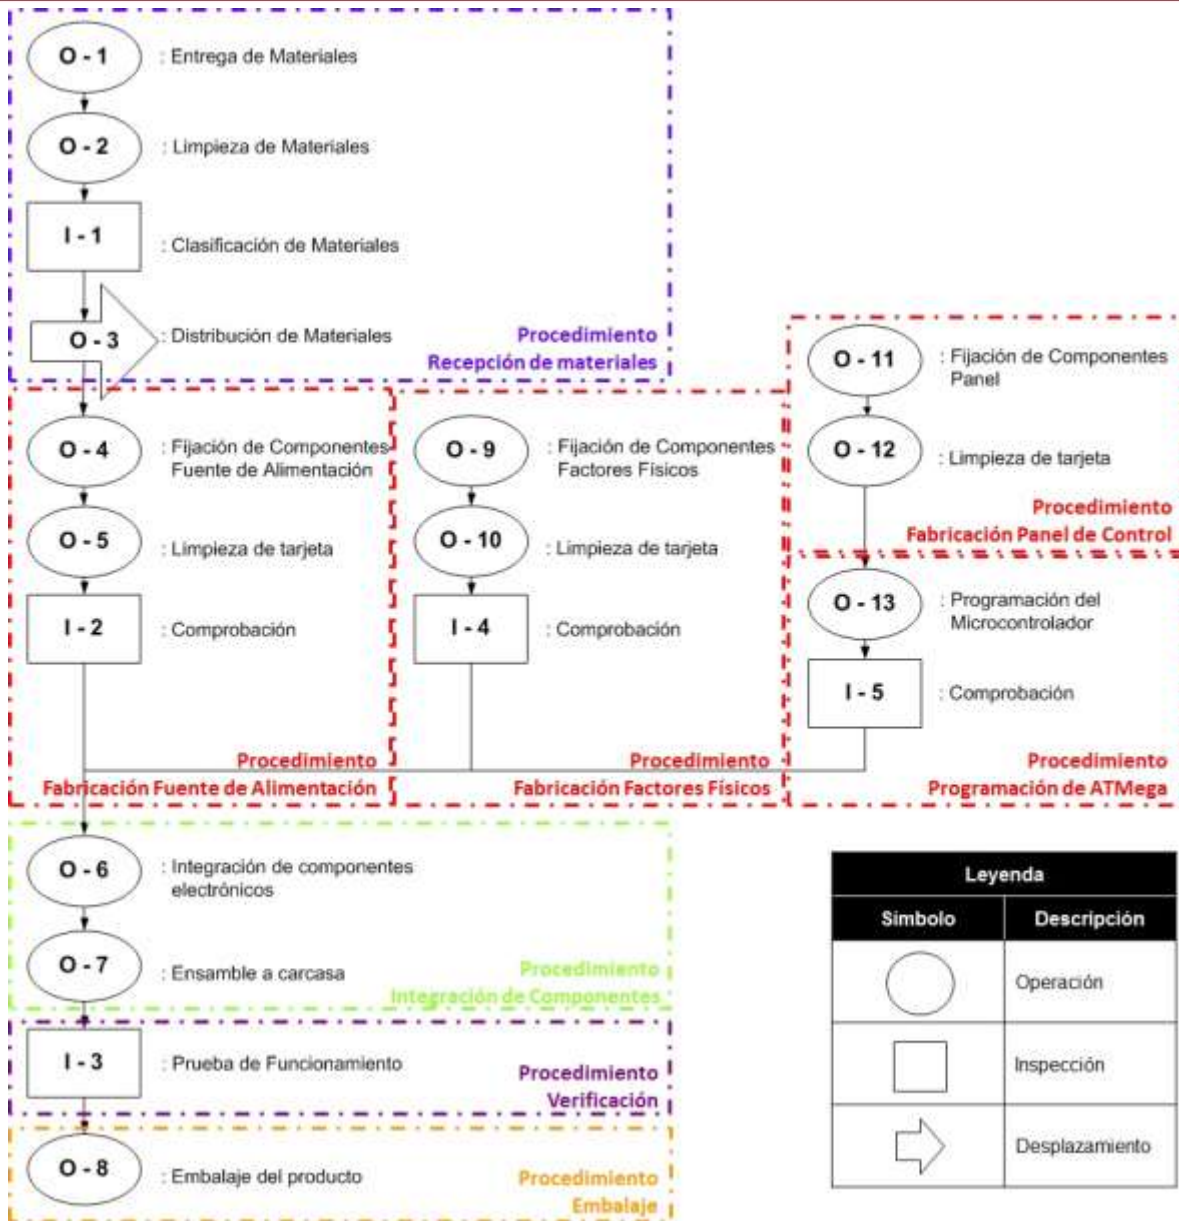 O - 1
: Entrega de Materiales
O - 2
: Limpieza de Materiales
I - 1
: Clasificación de Materiales
O - 3
: Distribución de Materiales
Procedimiento
Recepción de materiales
O - 4
: Fijación de Componentes
Fuente de Alimentación
O - 5
: Limpieza de tarjeta
I - 2
: Comprobación
Procedimiento
Fabricación Fuente de Alimentación
O - 9
: Fijación de Componentes
Factores Físicos
O - 10
: Limpieza de tarjeta
I - 4
: Comprobación
Procedimiento
Fabricación Factores Físicos
O - 11
: Fijación de Componentes
Panel
O - 12
: Limpieza de tarjeta
Procedimiento
Fabricación Panel de Control
O - 13
: Programación del
Microcontrolador
I - 5
: Comprobación
Procedimiento
Programación de ATMega
O - 6
: Integración de componentes
electrónicos
O - 7
: Ensamble a carcasa
Procedimiento
Integración de Componentes
I - 3
: Prueba de Funcionamiento
Procedimiento
Verificación
O - 8
: Embalaje del producto
Procedimiento
Embalaje
Leyenda
Símbolo
Descripción
Operación
Inspección
Desplazamiento